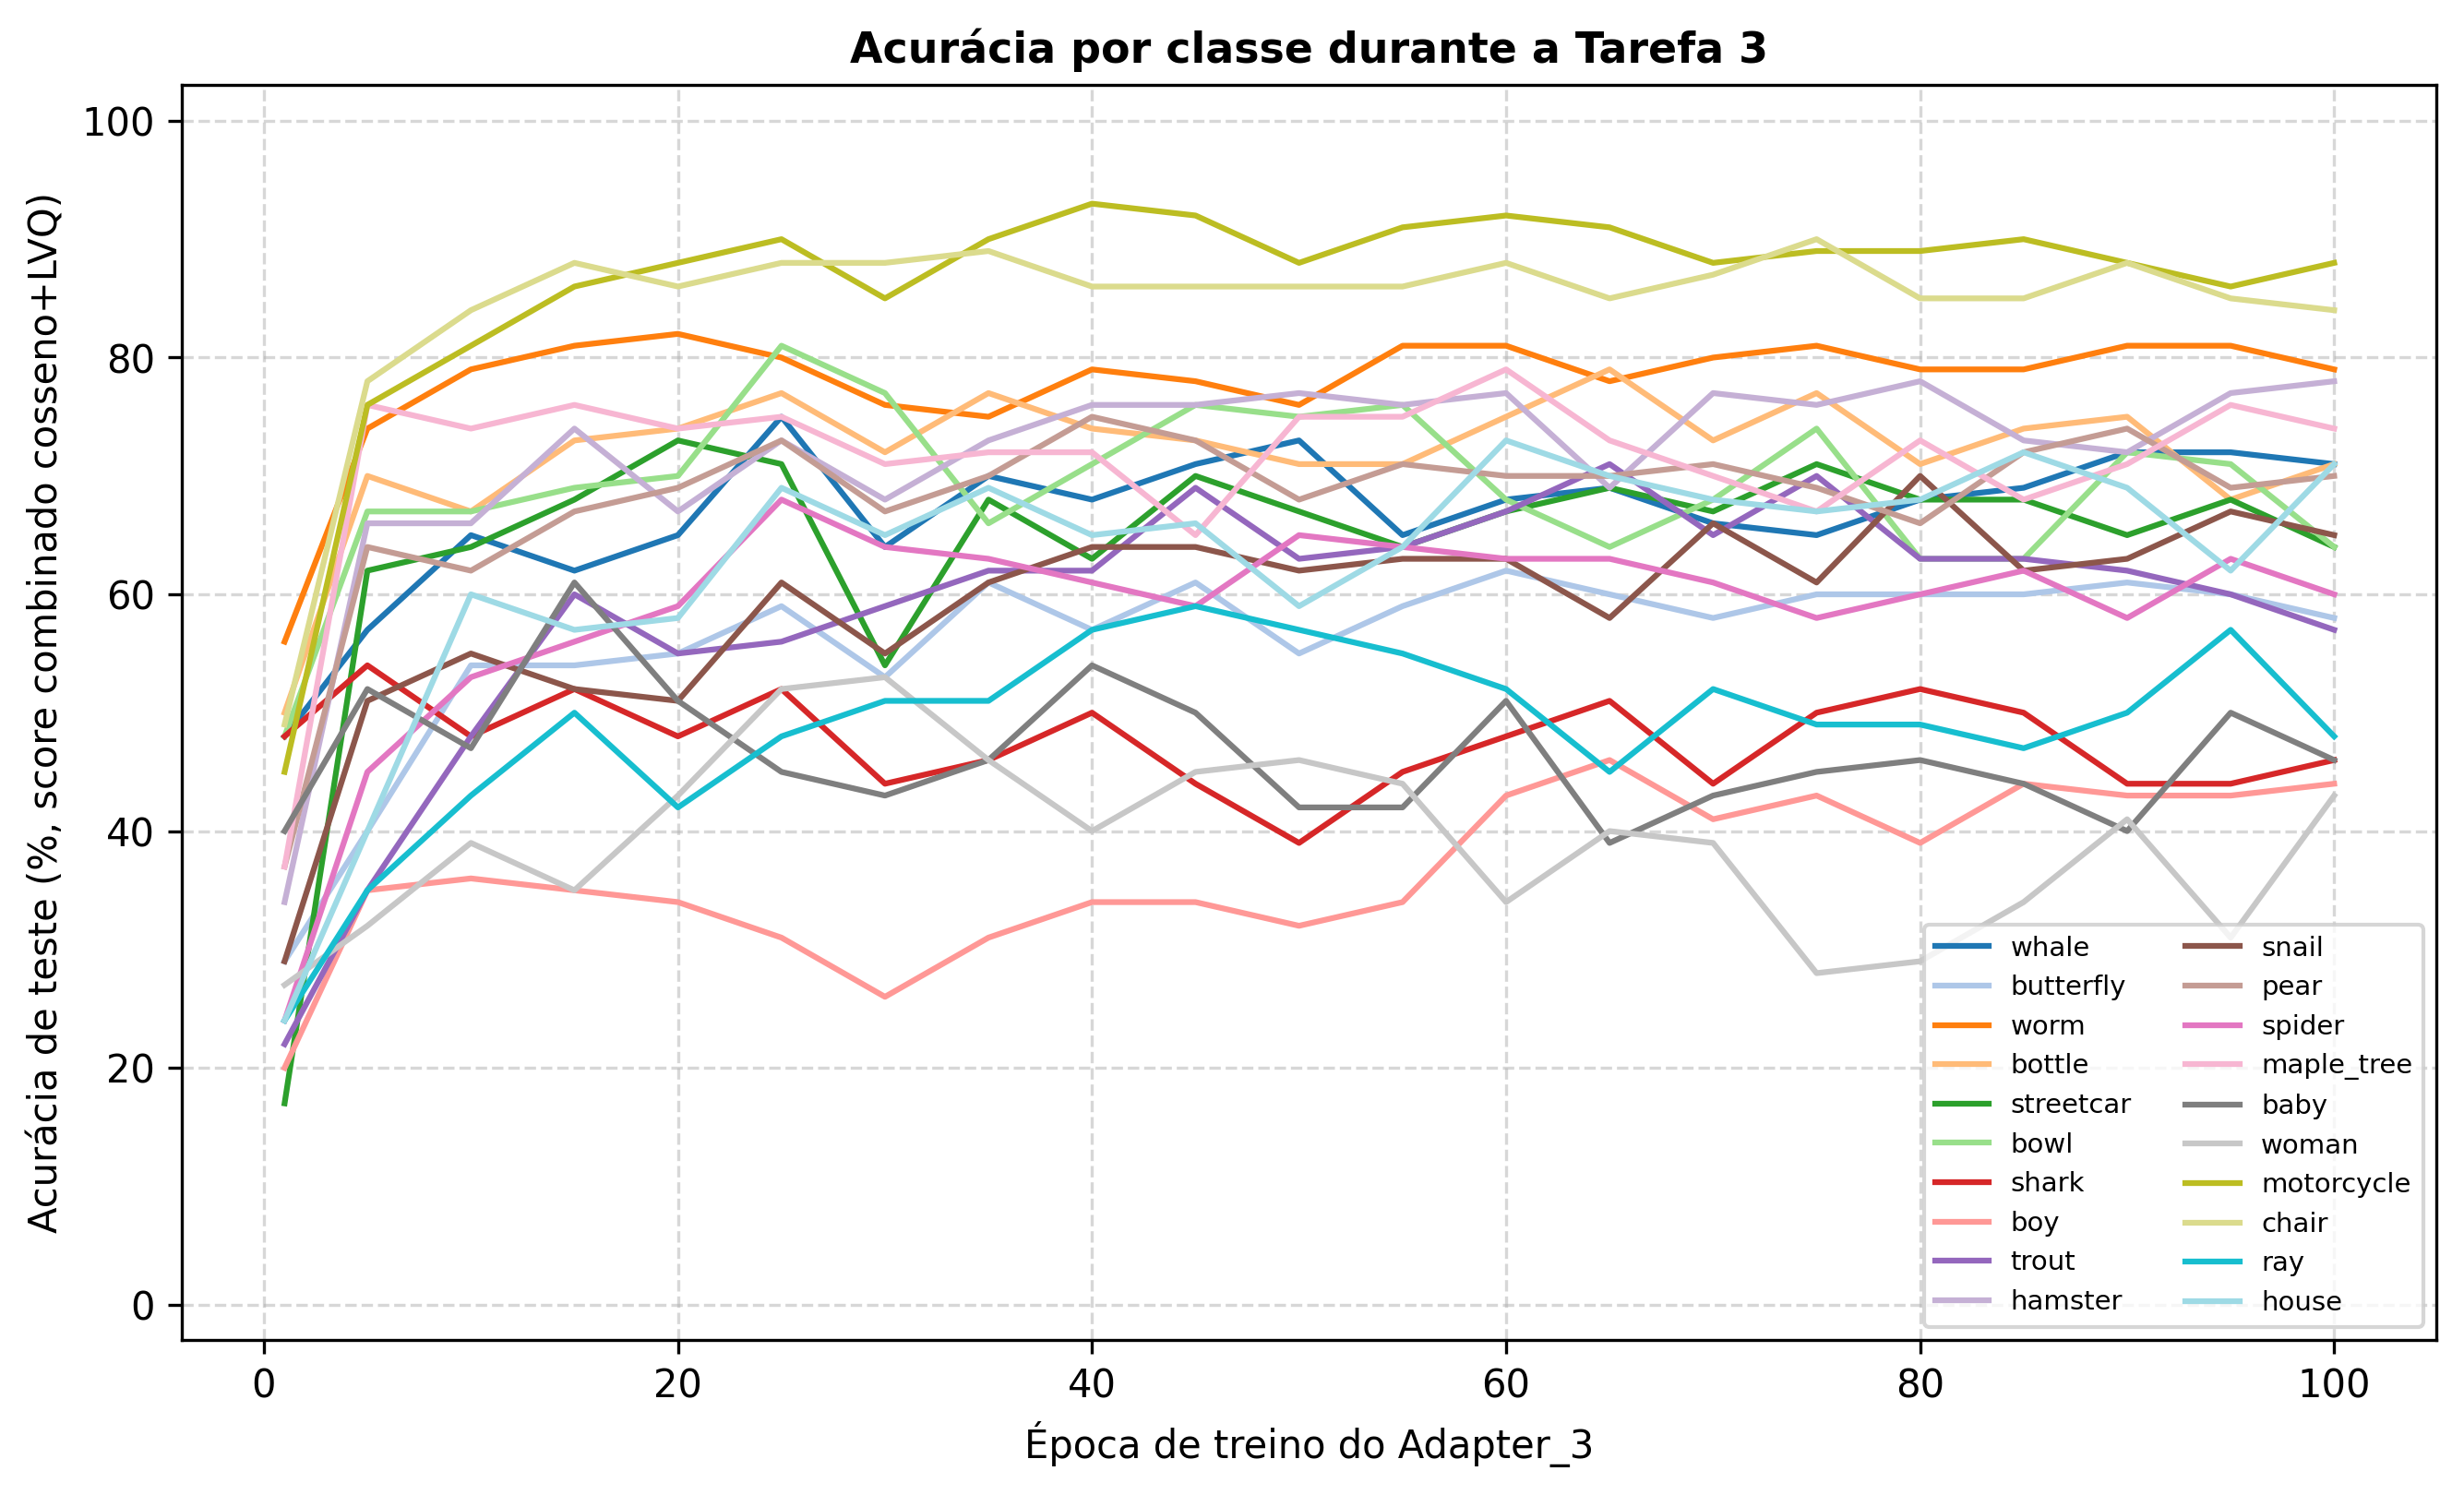 Acurácia por classe durante a Tarefa 3
Acurácia de teste (%, score combinado cosseno+LVQ)
100
80
60
40
20
0
0 20 40 60 80 100
Época de treino do Adapter_3
whale
butterfly
worm
bottle
streetcar
bowl
shark
boy
trout
hamster
snail
pear
spider
maple_tree
baby
woman
motorcycle
chair
ray
house